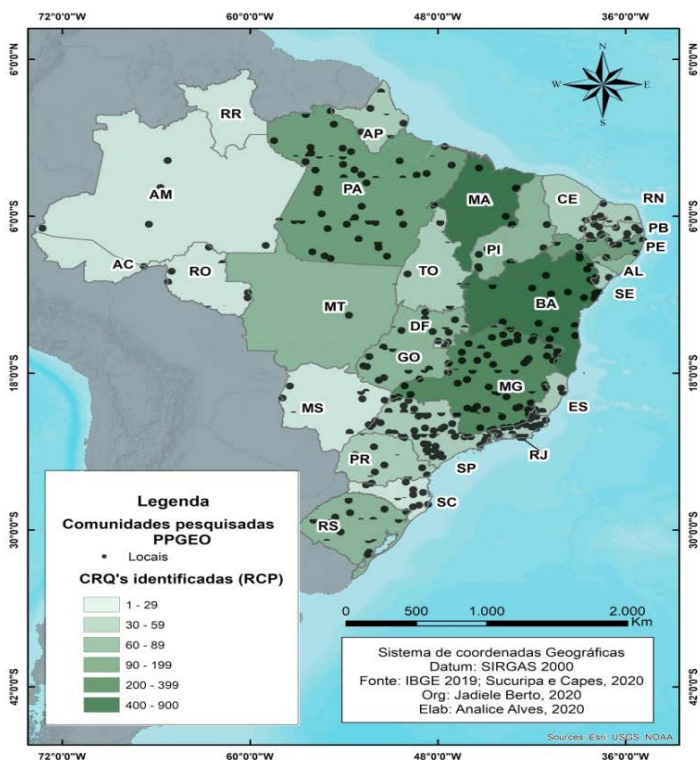 72°0'0"W 60°0'0"W 48°0'0"W 36°0'0"W
6°0'0"N
6°0'0"S
18°0'0"S
30°0'0"S
42°0'0"S
N
W E
S
RR
AP
AM
PA
MA
CE
RN
PB
PE
PI
AC
RO
TO
AL
SE
MT
BA
DF
GO
MG
MS
ES
PR
SP
RJ
SC
RS
Legenda
Comunidades pesquisadas
PPGEO
Locais
CRQ's identificadas (RCP)
1 - 29
30 - 59
60 - 89
90 - 199
200 - 399
400 - 900
0 500 1.000 2.000
Km
Sistema de coordenadas Geográficas
Datum: SIRGAS 2000
Fonte: IBGE 2019; Sucuripa e Capes, 2020
Org: Jadiele Berto, 2020
Elab: Analice Alves, 2020
Sources: Esri, USGS, NOAA
6°0'0"N
6°0'0"S
18°0'0"S
30°0'0"S
42°0'0"S
72°0'0"W 60°0'0"W 48°0'0"W 36°0'0"W